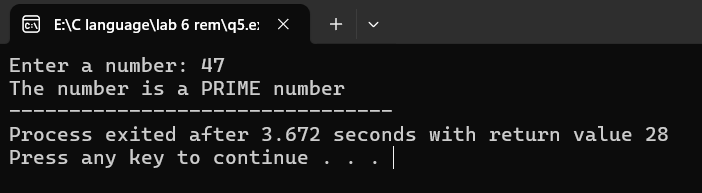 E:\C language\lab 6 rem\q5.e
Enter a number: 47
The number is a PRIME number
--------------------------------
Process exited after 3.672 seconds with return value 28
Press any key to continue . . .